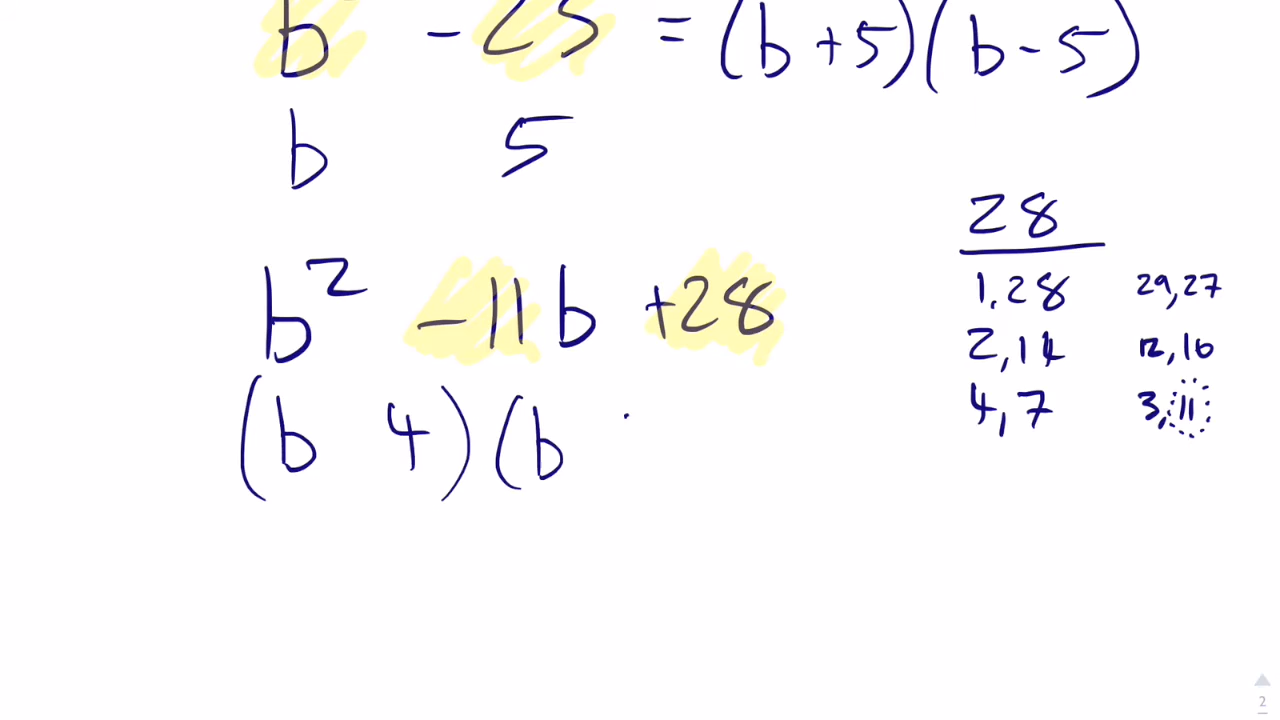 b² - 25 = (b + 5)(b - 5)
b 5
b² - 11b + 28
(b 4)(b
28
1,28 29,27
2,14 12,16
4,7 3,11
2